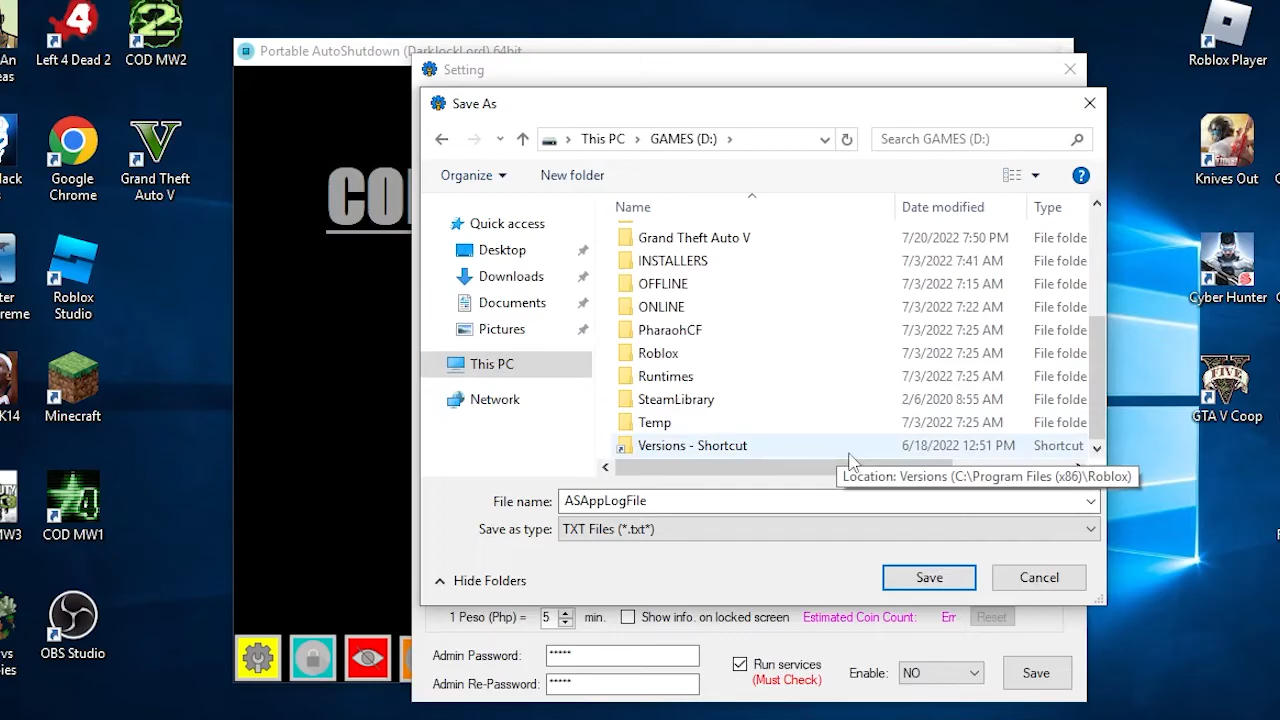 Left 4 Dead 2
COD MW2
Google
Chrome
Grand Theft
Auto V
Roblox
Studio
Minecraft
COD MW1
OBS Studio
Portable AutoShutdown (DarkJockLord) 64bit
Setting
Save As
This PC
GAMES (D:)
Search GAMES (D:)
Organize
New folder
Name
Date modified
Type
Quick access
Desktop
Downloads
Documents
Pictures
This PC
Network
Grand Theft Auto V 7/20/2022 7:50 PM File folde
INSTALLERS 7/3/2022 7:41 AM File folde
OFFLINE 7/3/2022 7:15 AM File folde
ONLINE 7/3/2022 7:22 AM File folde
PharaohCF 7/3/2022 7:25 AM File folde
Roblox 7/3/2022 7:25 AM File folde
Runtimes 7/3/2022 7:25 AM File folde
SteamLibrary 2/6/2020 8:55 AM File folde
Temp 7/3/2022 7:25 AM File folde
Versions - Shortcut 6/18/2022 12:51 PM Shortcut
Location: Versions (C:\Program Files (x86)\Roblox)
File name: ASAppLogFile
Save as type: TXT Files (*.txt*)
Hide Folders
Save
Cancel
1 Peso (Php) = 5 min. Show info. on locked screen Estimated Coin Count: Err Reset
Admin Password: *****
Admin Re-Password: *****
Run services
(Must Check)
Enable: NO
Save
Roblox Player
Knives Out
Cyber Hunter
GTA V Coop